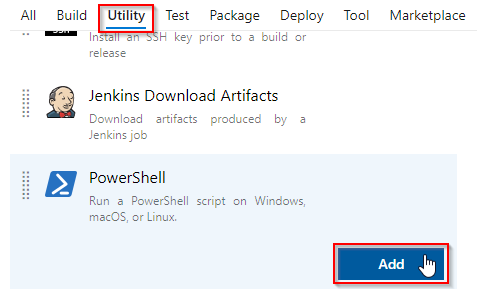 All Build Utility Test Package Deploy Tool Marketplace
Install an SSH key prior to a build or
release
Jenkins Download Artifacts
Download artifacts produced by a
Jenkins job
PowerShell
Run a PowerShell script on Windows,
macOS, or Linux.
Add